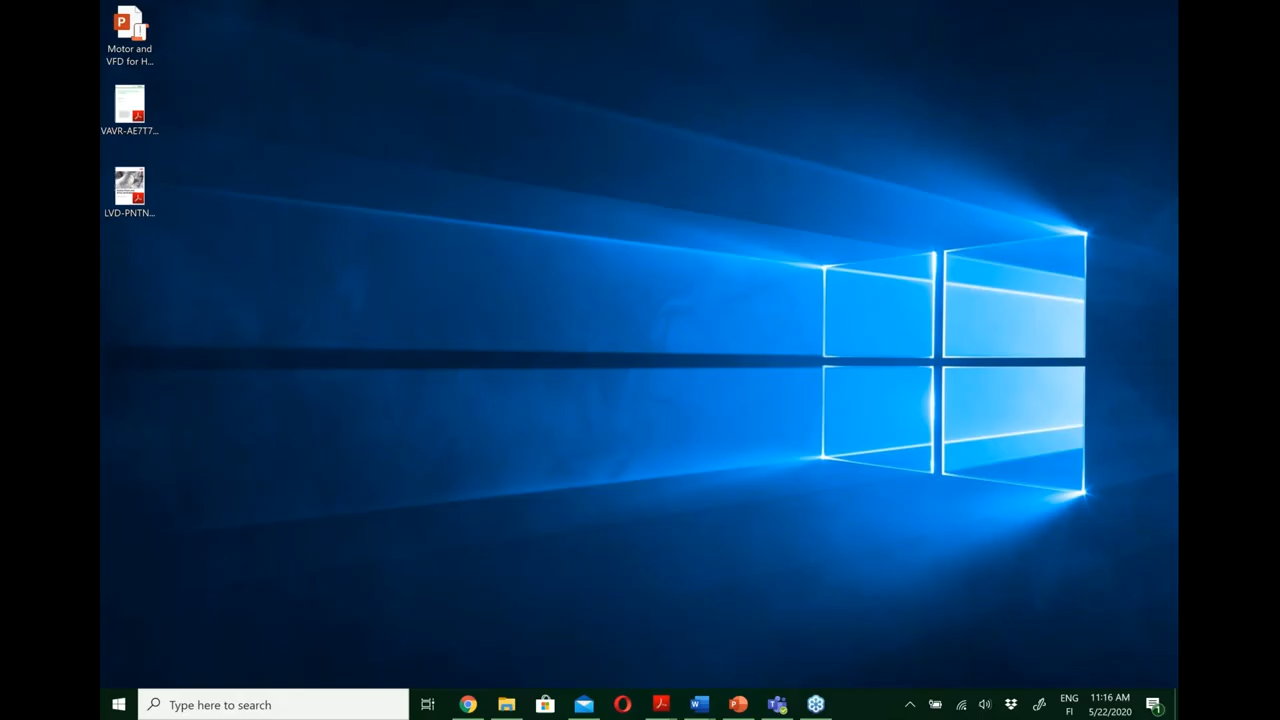 P
Motor and
VFD for H...
VAVR-AE7T7...
LVD-PNTN...
Type here to search
W
P
T
ENG
FI
11:16 AM
5/22/2020
1